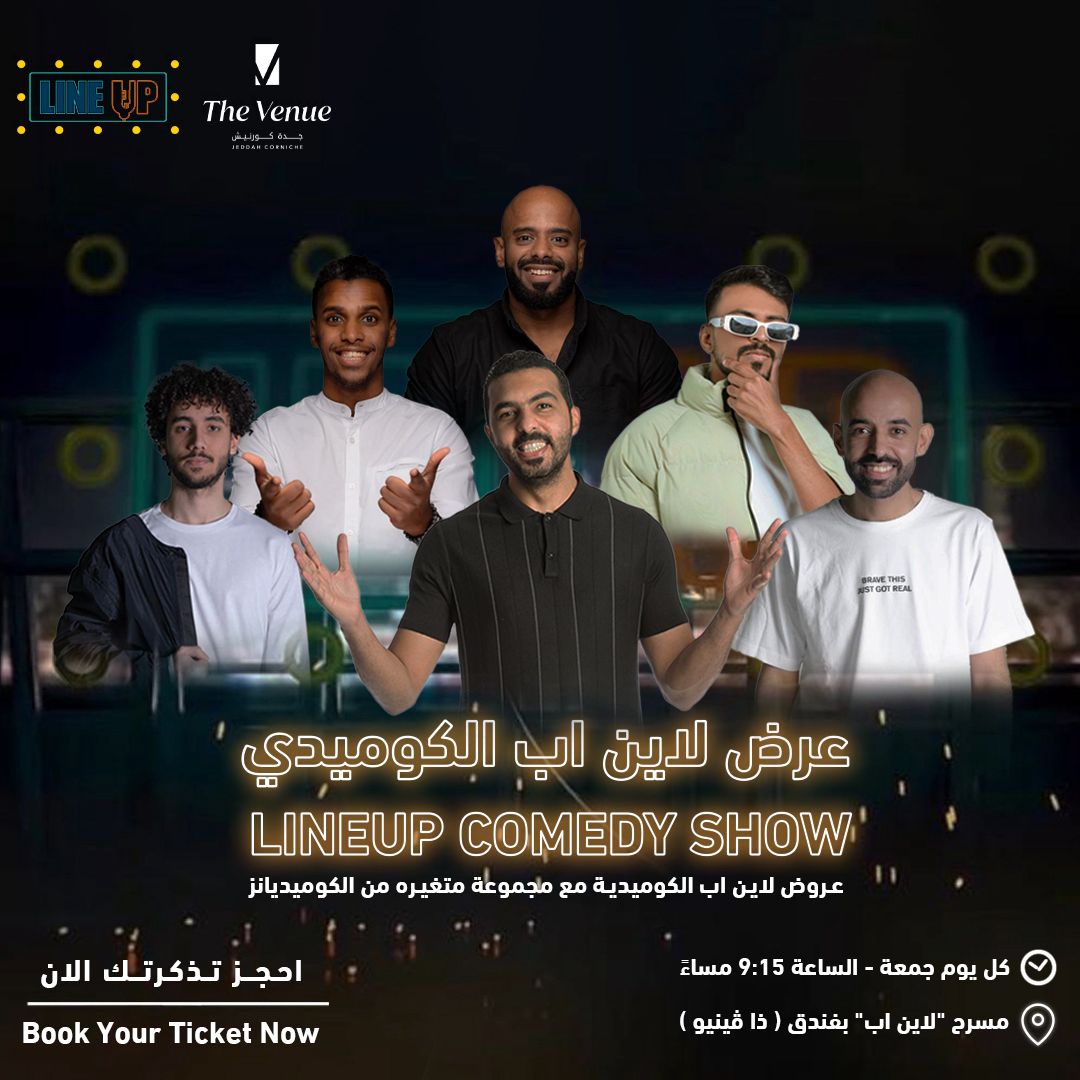 LINE UP
The Venue
جدة كورنيش
JEDDAH CORNICHE
BRAVE THIS
JUST GOT REAL
عرض لاين اب الكوميدي
LINEUP COMEDY SHOW
عروض لاين اب الكوميدية مع مجموعة متغيره من الكوميديانز
احجز تذكرتك الان
Book Your Ticket Now
كل يوم جمعة - الساعة 9:15 مساءً
مسرح "لاين اب" بفندق ( ذا ڤينيو )